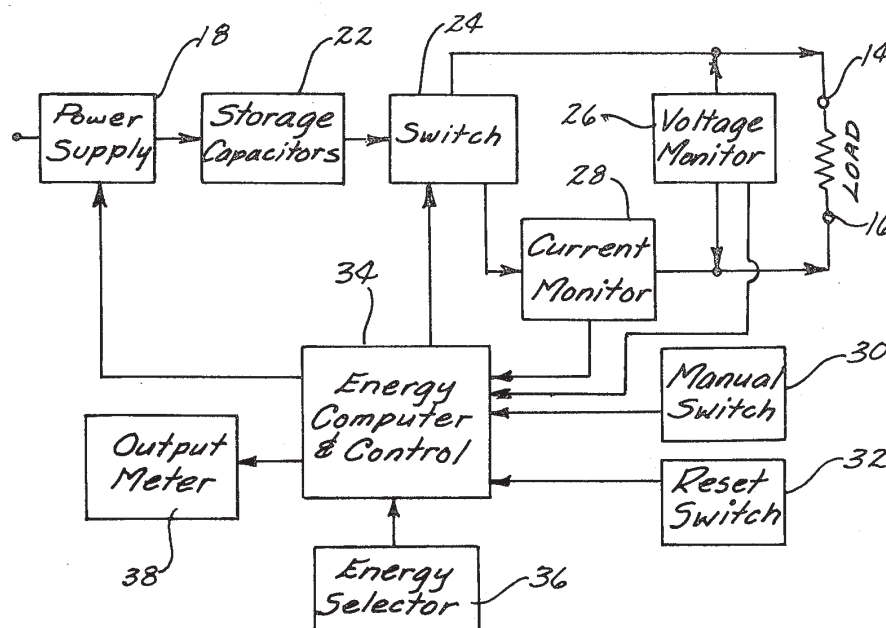 18
22
24
14
Power
Supply
Storage
Capacitors
Switch
26
Voltage
Monitor
LOAD
16
28
Current
Monitor
34
Energy
Computer
& Control
30
Manual
Switch
Output
Meter
38
32
Reset
Switch
Energy
Selector
36